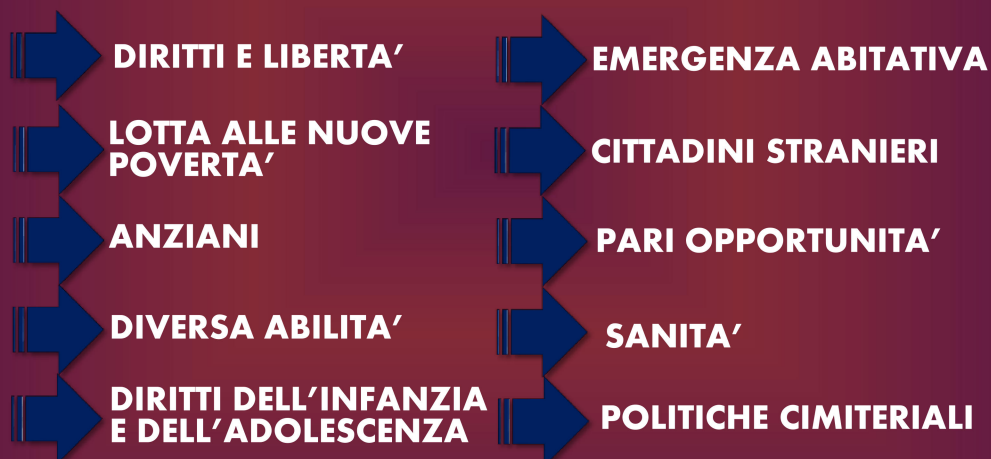 DIRITTI E LIBERTA’
LOTTA ALLE NUOVE
POVERTA’
ANZIANI
DIVERSA ABILITA’
DIRITTI DELL’INFANZIA
E DELL’ADOLESCENZA
EMERGENZA ABITATIVA
CITTADINI STRANIERI
PARI OPPORTUNITA’
SANITA’
POLITICHE CIMITERIALI